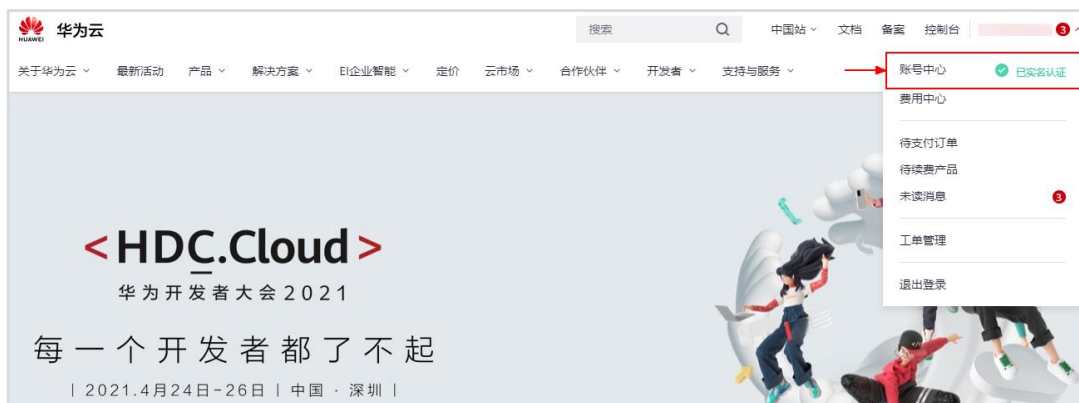 HUAWEI 华为云 搜索 中国站 文档 备案 控制台 3
关于华为云 最新活动 产品 解决方案 EI企业智能 定价 云市场 合作伙伴 开发者 支持与服务 账号中心 已实名认证
费用中心
待支付订单
待续费产品
未读消息 3
工单管理
退出登录
<HDC.Cloud>
华为开发者大会2021
每一个开发者都了不起
| 2021.4月24日-26日 | 中国 · 深圳 |